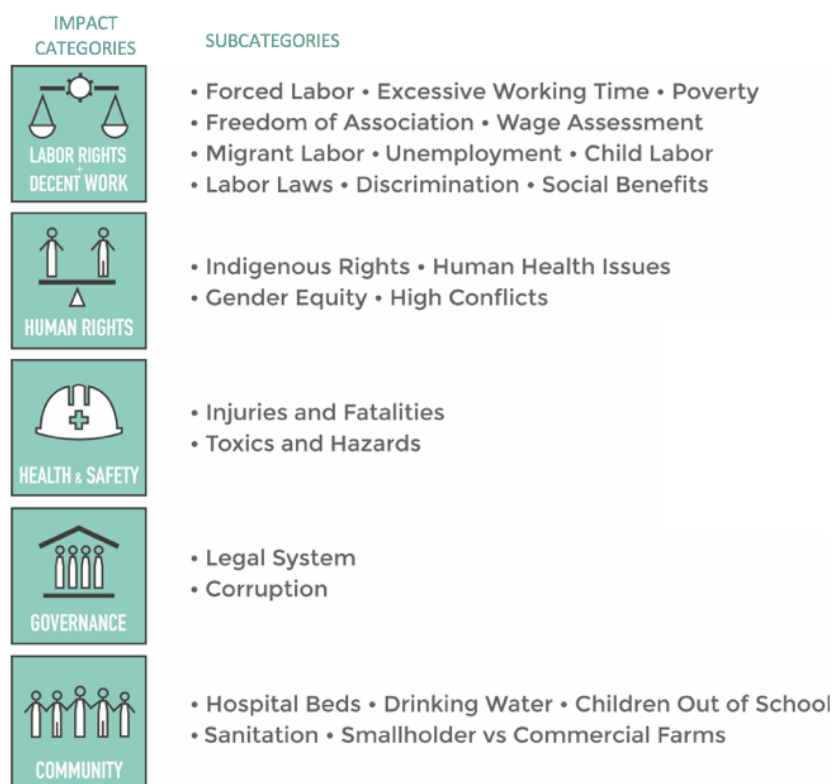 IMPACT
CATEGORIES
SUBCATEGORIES
LABOR RIGHTS
+
DECENT WORK
• Forced Labor • Excessive Working Time • Poverty
• Freedom of Association • Wage Assessment
• Migrant Labor • Unemployment • Child Labor
• Labor Laws • Discrimination • Social Benefits
HUMAN RIGHTS
• Indigenous Rights • Human Health Issues
• Gender Equity • High Conflicts
HEALTH & SAFETY
• Injuries and Fatalities
• Toxics and Hazards
GOVERNANCE
• Legal System
• Corruption
COMMUNITY
• Hospital Beds • Drinking Water • Children Out of School
• Sanitation • Smallholder vs Commercial Farms